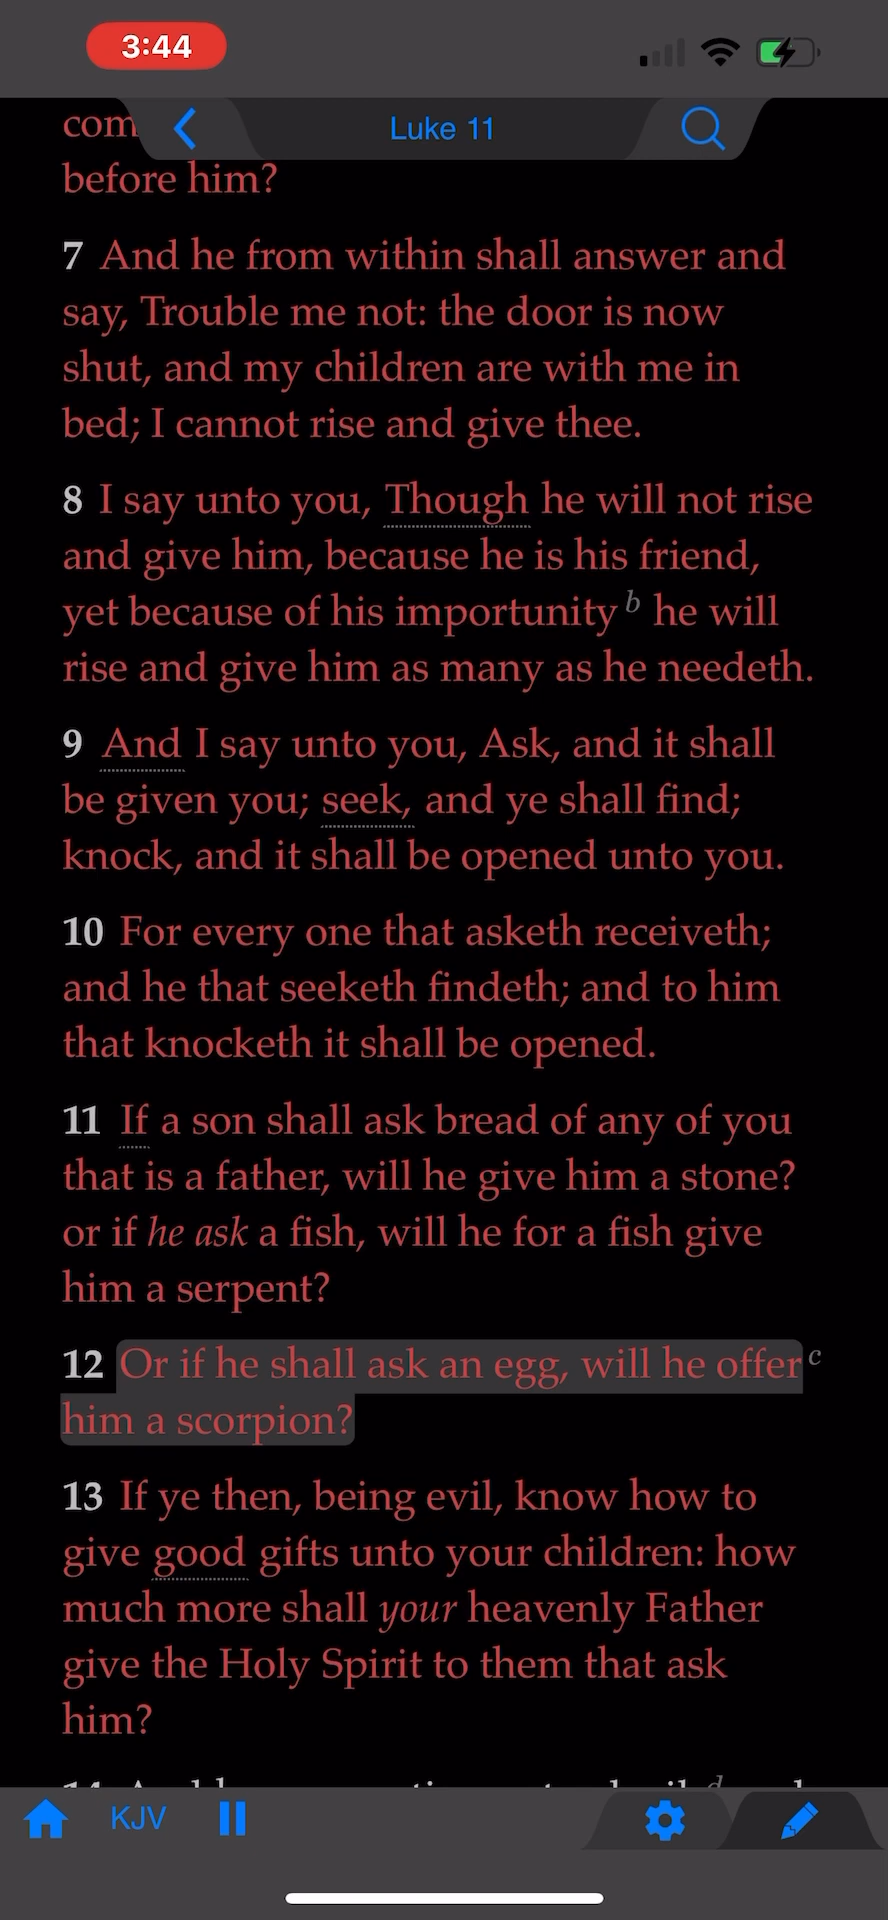 3:44
com
Luke 11
before him?
7 And he from within shall answer and
say, Trouble me not: the door is now
shut, and my children are with me in
bed; I cannot rise and give thee.
8 I say unto you, Though he will not rise
and give him, because he is his friend,
yet because of his importunity b he will
rise and give him as many as he needeth.
9 And I say unto you, Ask, and it shall
be given you; seek, and ye shall find;
knock, and it shall be opened unto you.
10 For every one that asketh receiveth;
and he that seeketh findeth; and to him
that knocketh it shall be opened.
11 If a son shall ask bread of any of you
that is a father, will he give him a stone?
or if he ask a fish, will he for a fish give
him a serpent?
12 Or if he shall ask an egg, will he offer c
him a scorpion?
13 If ye then, being evil, know how to
give good gifts unto your children: how
much more shall your heavenly Father
give the Holy Spirit to them that ask
him?
KJV